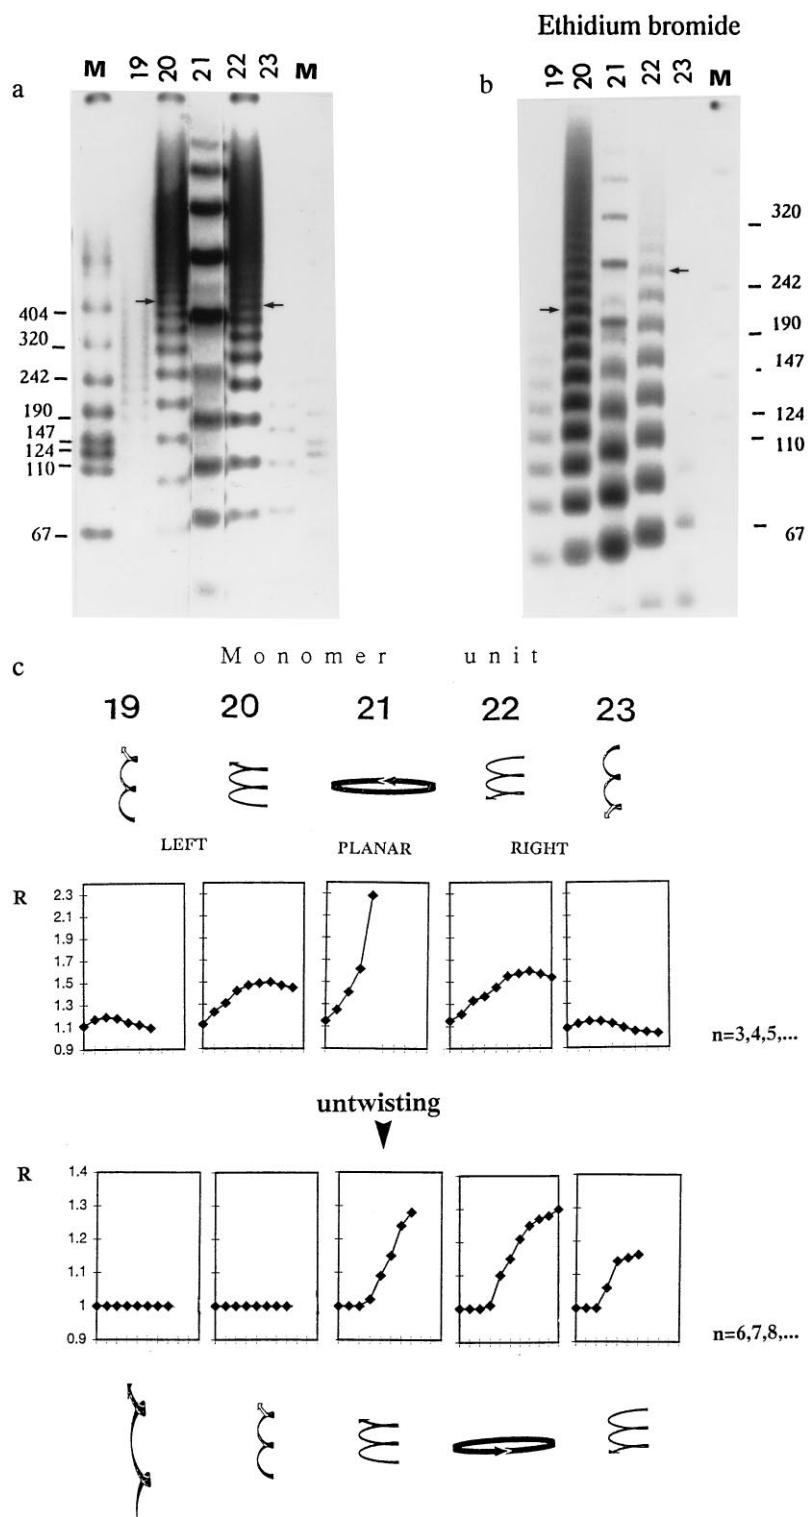 Ethidium bromide
a
M 19 20 21 22 23 M
404
320
242
190
147
124
110
67
b
19 20 21 22 23 M
320
242
190
147
124
110
67
c
Monomer unit
19 20 21 22 23
LEFT PLANAR RIGHT
R
2.3
2.1
1.9
1.7
1.5
1.3
1.1
0.9
n=3,4,5,...
untwisting
R
1.4
1.3
1.2
1.1
1
0.9
n=6,7,8,...